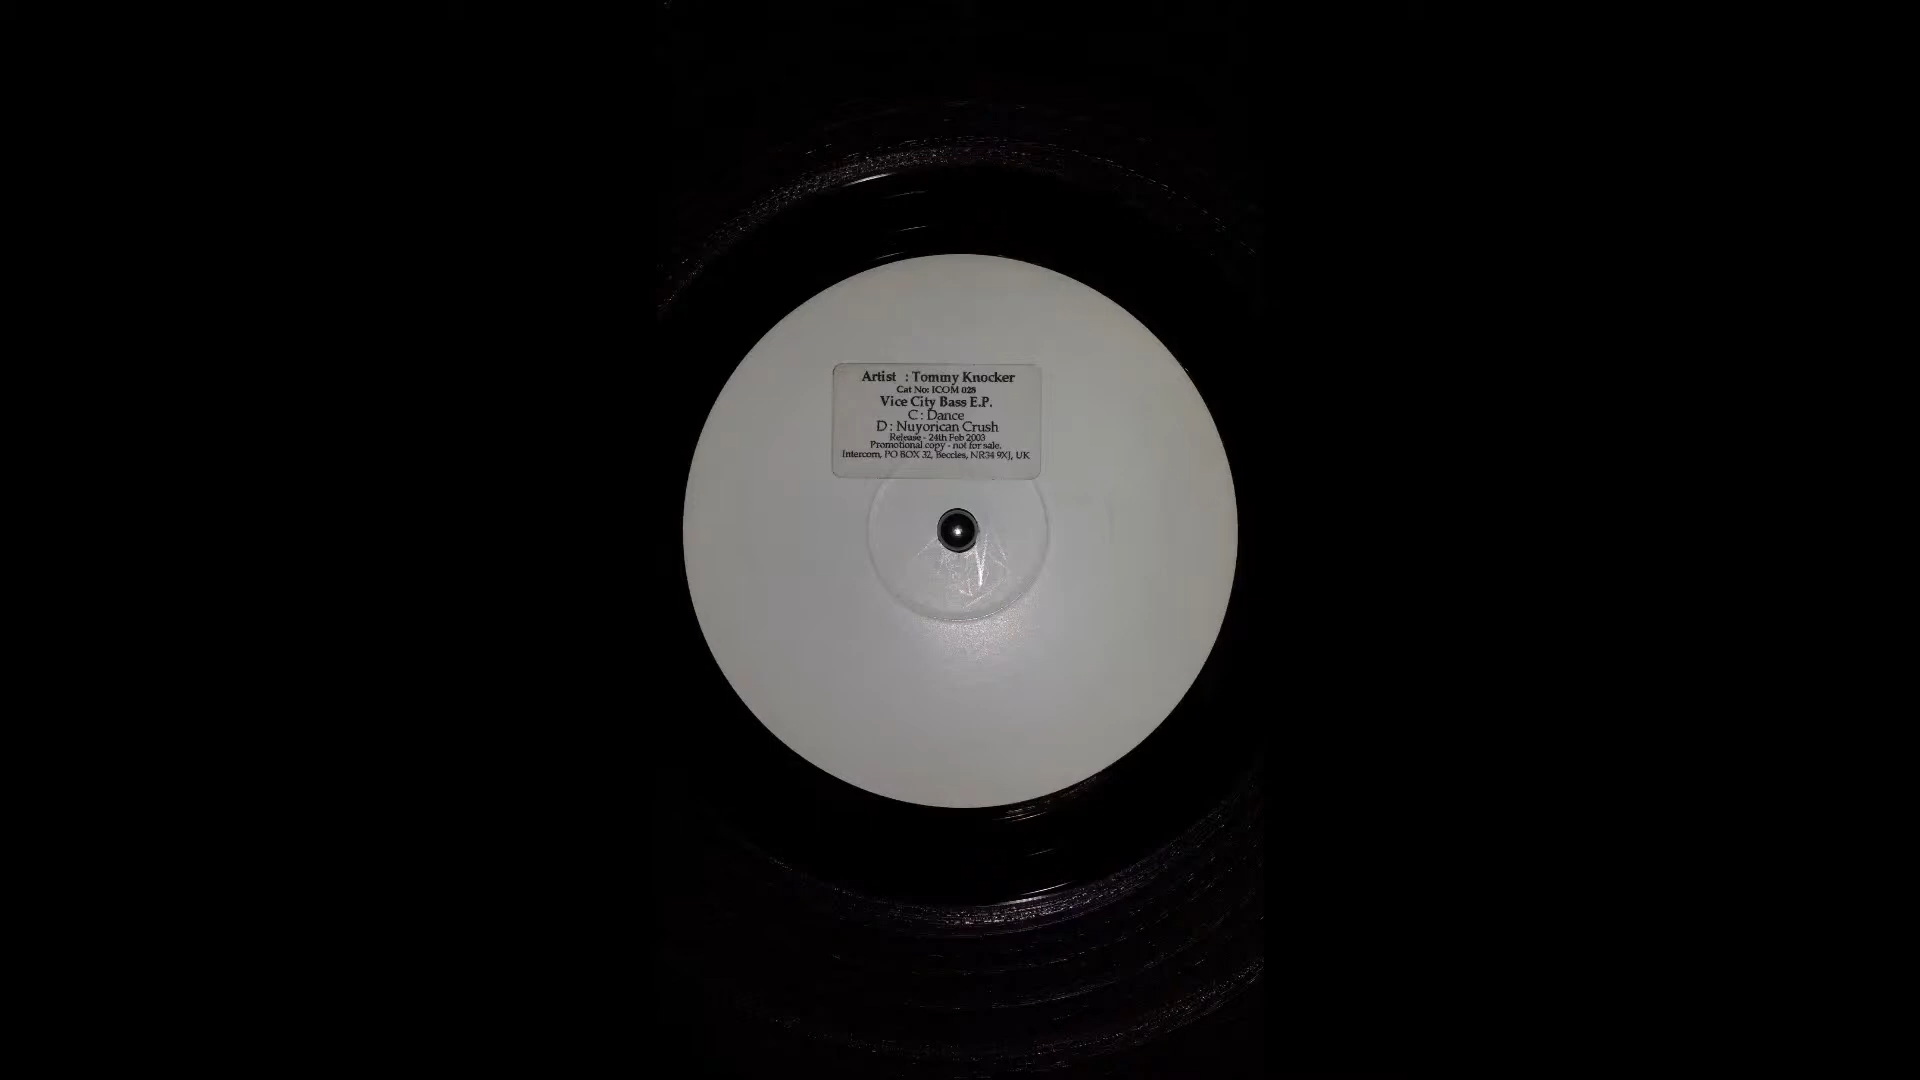 Artist : Tommy Knocker
Cat No: ICOM 028
Vice City Bass E.P.
C : Dance
D : Nuyorican Crush
Release - 24th Feb 2003
Promotional copy - not for sale.
Intercom, PO BOX 32, Beccles, NR34 9XJ, UK